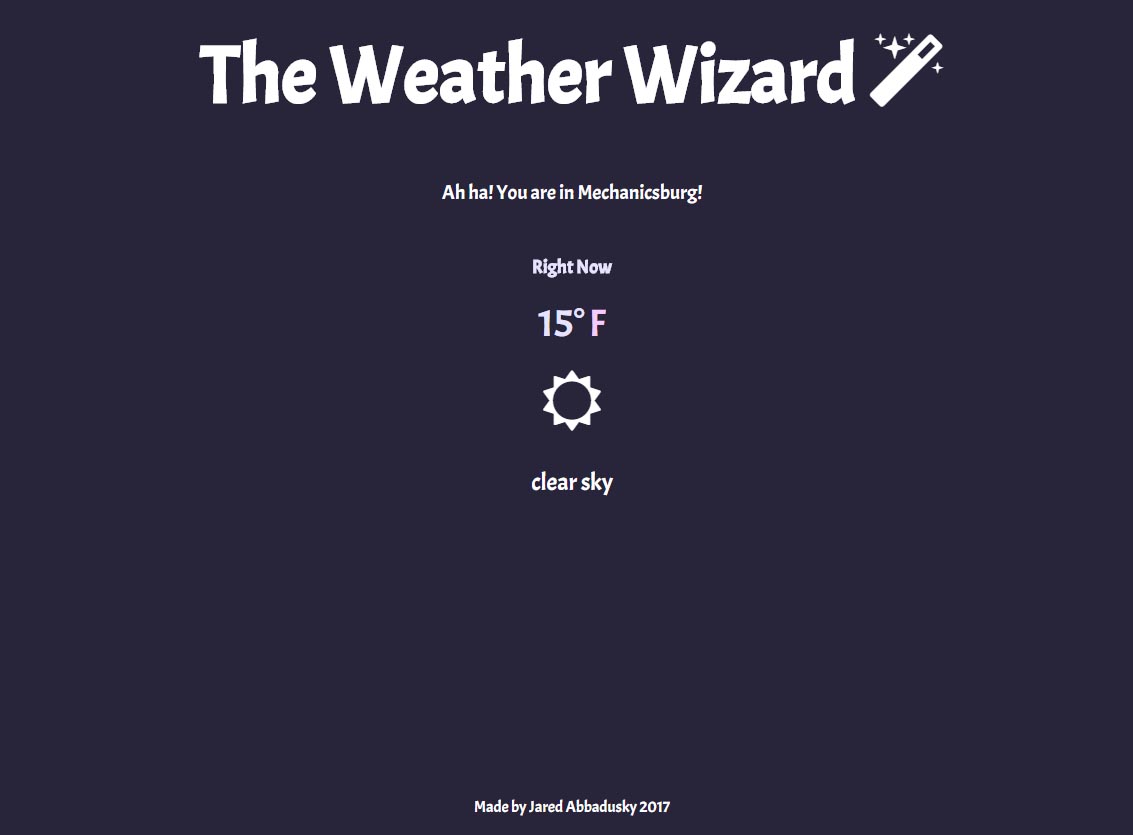 The Weather Wizard
Ah ha! You are in Mechanicsburg!
Right Now
15° F
clear sky
Made by Jared Abbadusky 2017